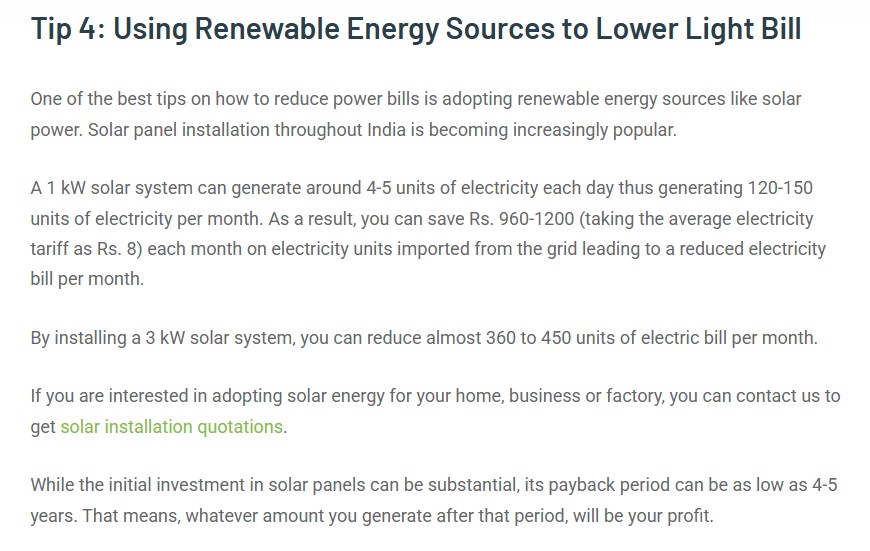 Tip 4: Using Renewable Energy Sources to Lower Light Bill
One of the best tips on how to reduce power bills is adopting renewable energy sources like solar
power. Solar panel installation throughout India is becoming increasingly popular.
A 1 kW solar system can generate around 4-5 units of electricity each day thus generating 120-150
units of electricity per month. As a result, you can save Rs. 960-1200 (taking the average electricity
tariff as Rs. 8) each month on electricity units imported from the grid leading to a reduced electricity
bill per month.
By installing a 3 kW solar system, you can reduce almost 360 to 450 units of electric bill per month.
If you are interested in adopting solar energy for your home, business or factory, you can contact us to
get solar installation quotations.
While the initial investment in solar panels can be substantial, its payback period can be as low as 4-5
years. That means, whatever amount you generate after that period, will be your profit.